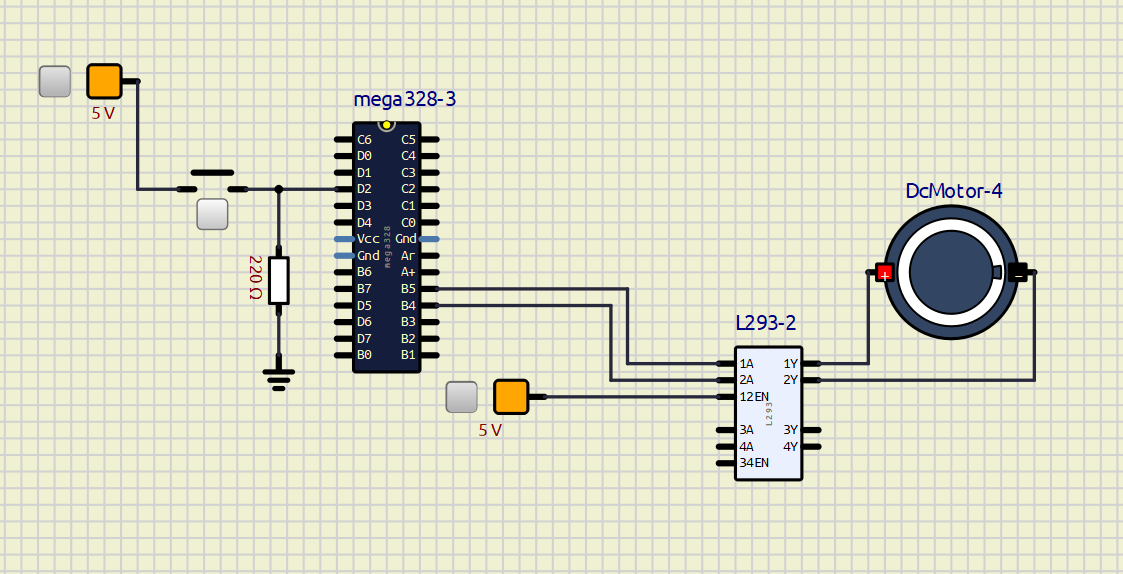 5 V
mega328-3
C6 C5
D0 C4
D1 C3
D2 C2
D3 C1
D4 C0
Vcc Gnd
Gnd Ar
B6 A+
B7 B5
D5 B4
D6 B3
D7 B2
B0 B1
mega328
220 Ω
5 V
DcMotor-4
+
–
L293-2
1A 1Y
2A 2Y
12EN
3A 3Y
4A 4Y
34EN
L293